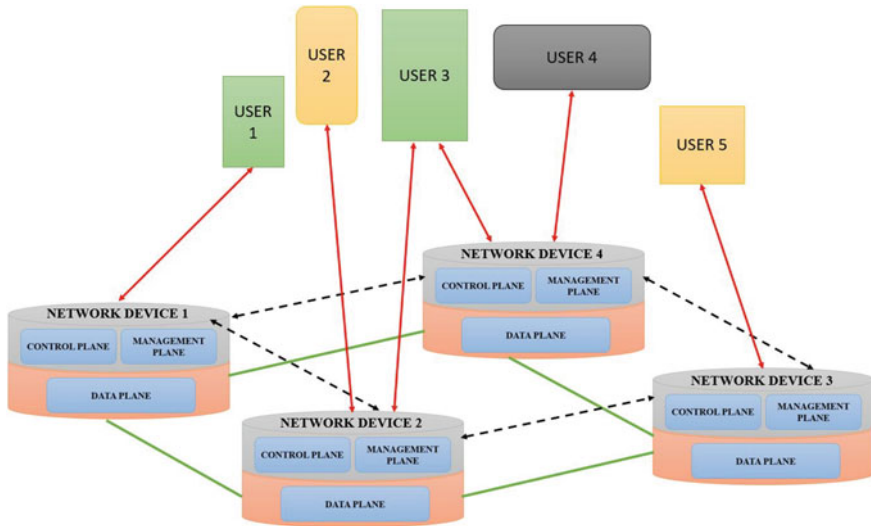 USER
1
USER
2
USER 3
USER 4
USER 5
NETWORK DEVICE 4
CONTROL PLANE
MANAGEMENT
PLANE
DATA PLANE
NETWORK DEVICE 1
CONTROL PLANE
MANAGEMENT
PLANE
DATA PLANE
NETWORK DEVICE 3
CONTROL PLANE
MANAGEMENT
PLANE
DATA PLANE
NETWORK DEVICE 2
CONTROL PLANE
MANAGEMENT
PLANE
DATA PLANE